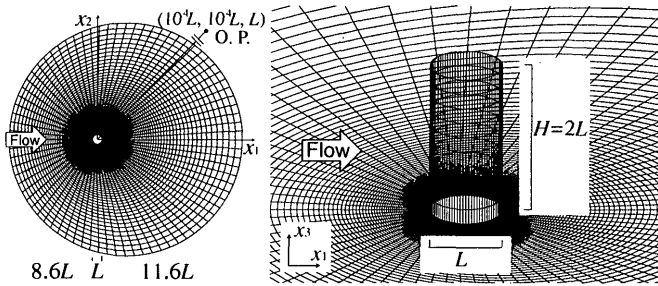 x₂
(10⁴L, 10⁴L, L)
O. P.
Flow
x₁
8.6L L 11.6L
Flow
H=2L
x₃
x₁
L